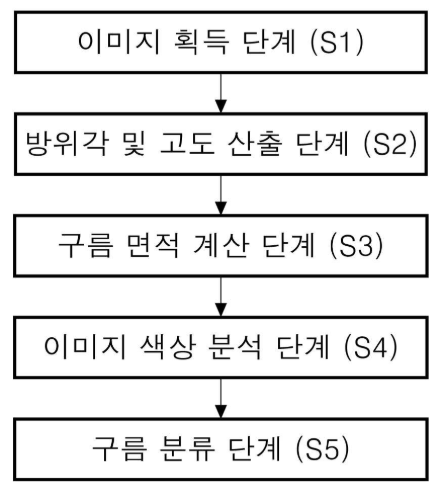 이미지 획득 단계 (S1)
방위각 및 고도 산출 단계 (S2)
구름 면적 계산 단계 (S3)
이미지 색상 분석 단계 (S4)
구름 분류 단계 (S5)